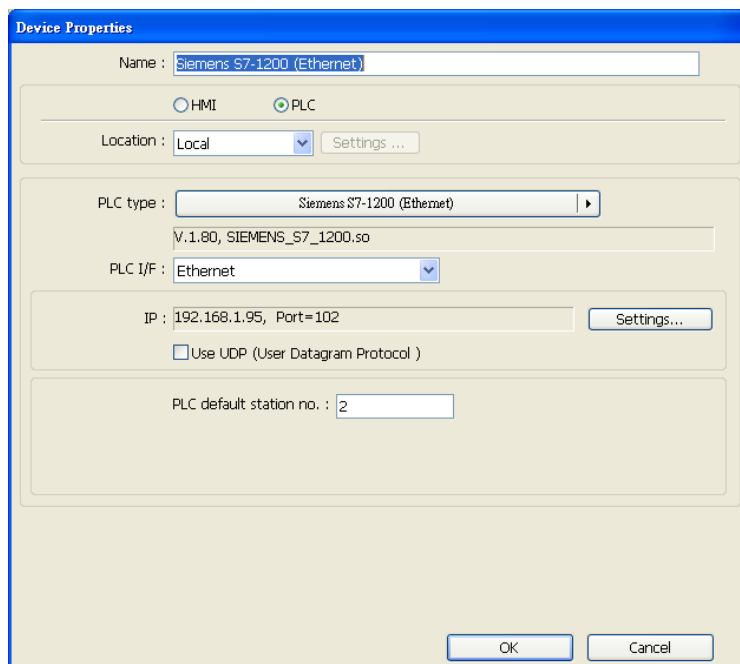 Device Properties
Name : Siemens S7-1200 (Ethernet)
HMI PLC
Location : Local Settings ...
PLC type : Siemens S7-1200 (Ethernet)
V.1.80, SIEMENS_S7_1200.so
PLC I/F : Ethernet
IP : 192.168.1.95, Port=102 Settings...
Use UDP (User Datagram Protocol )
PLC default station no. : 2
OK Cancel